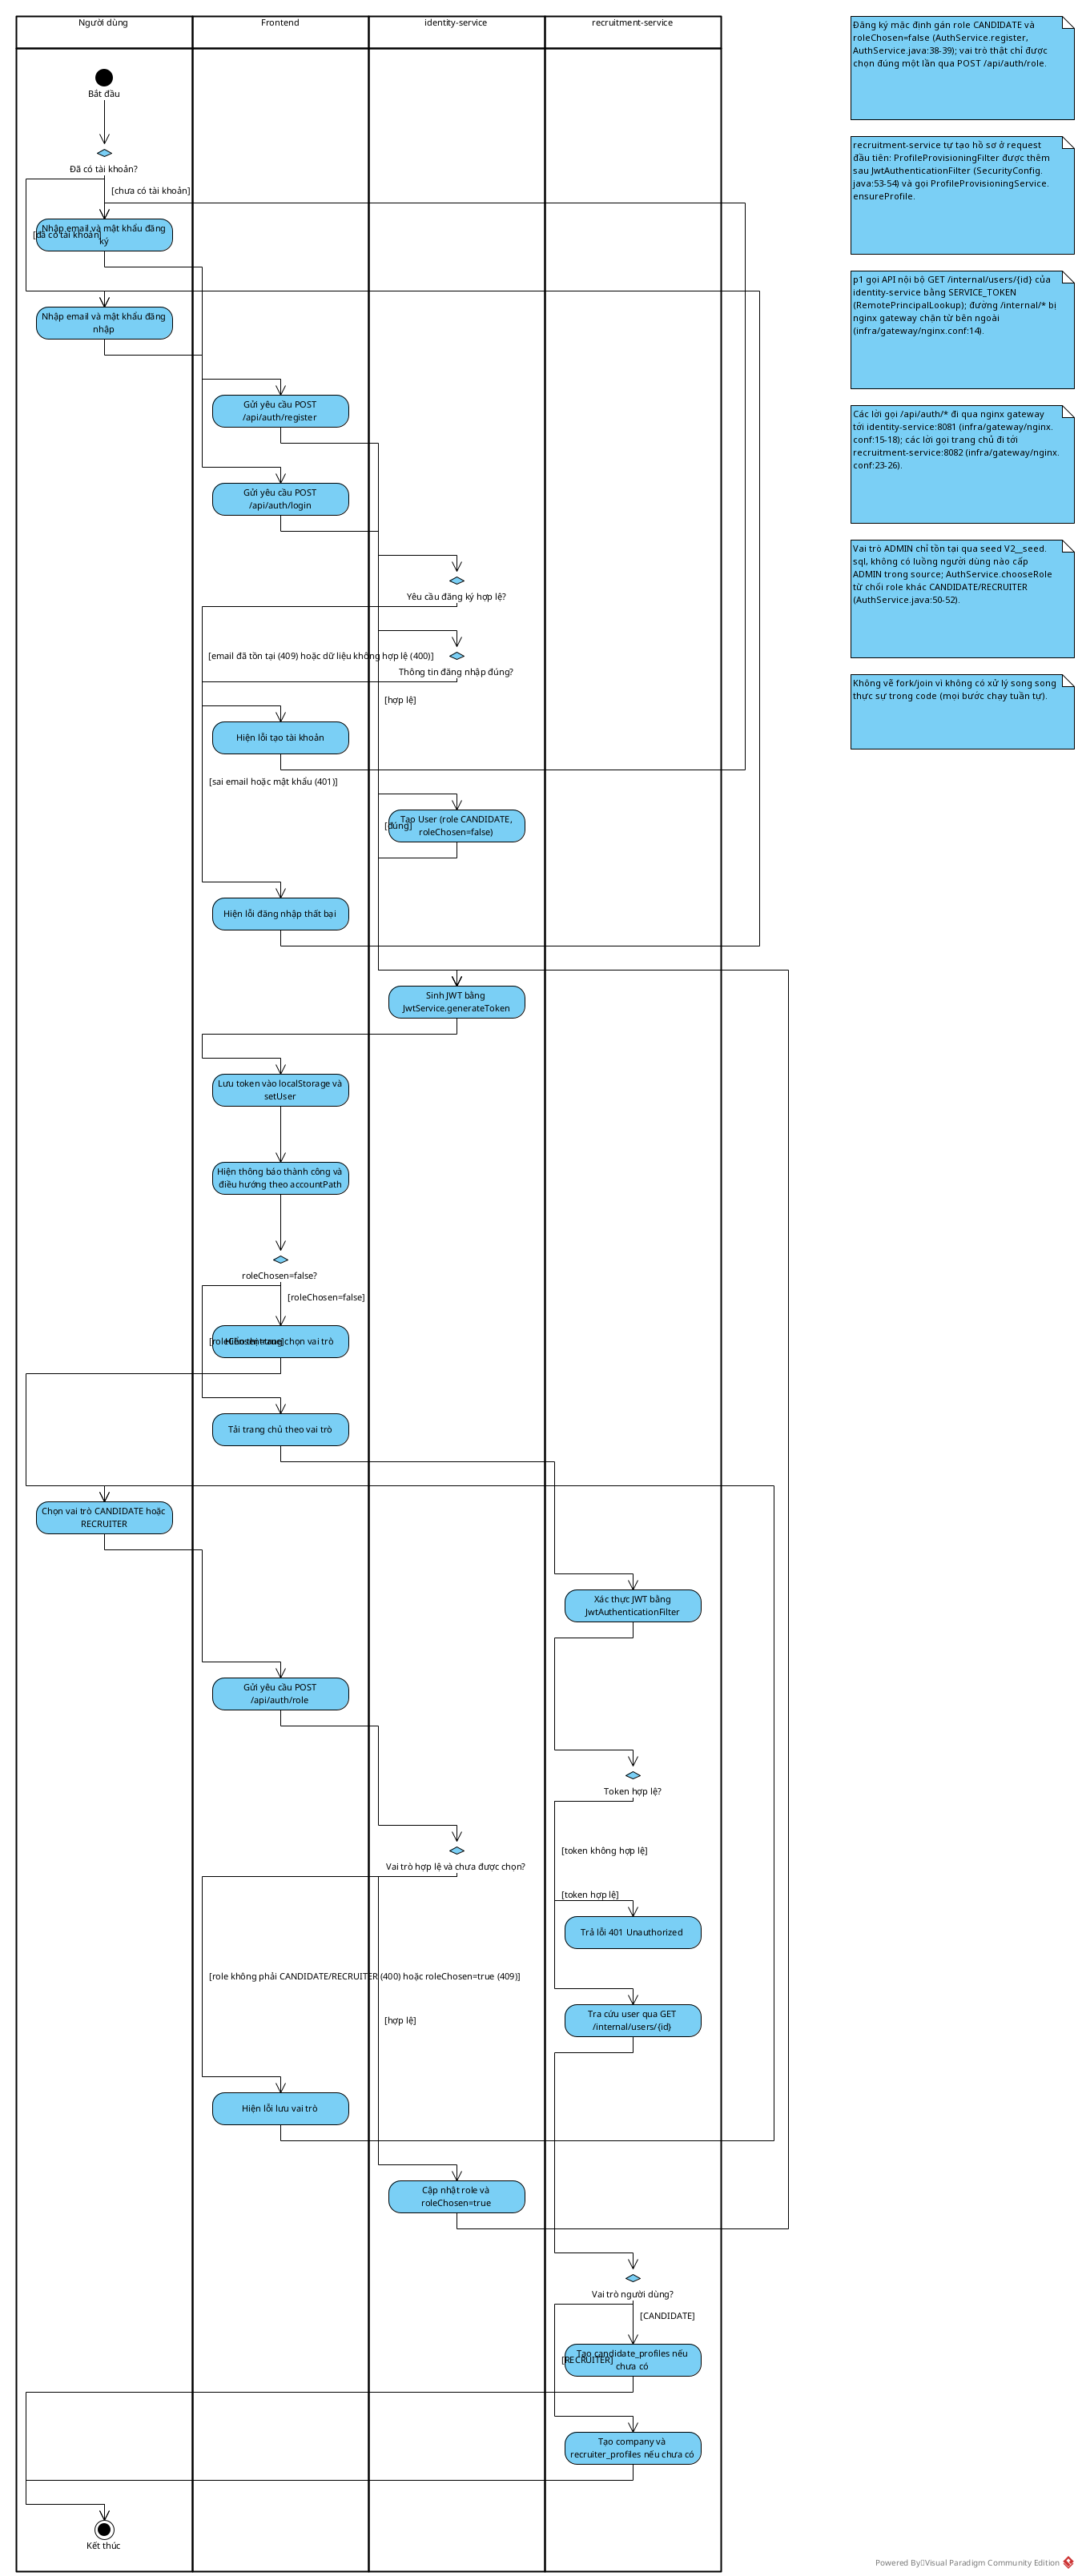 Người dùng
Frontend
identity-service
recruitment-service
Bắt đầu
Đã có tài khoản?
[chưa có tài khoản]
[đã có tài khoản]
Nhập email và mật khẩu đăng
ký
Nhập email và mật khẩu đăng
nhập
Gửi yêu cầu POST
/api/auth/register
Gửi yêu cầu POST
/api/auth/login
Yêu cầu đăng ký hợp lệ?
[email đã tồn tại (409) hoặc dữ liệu không hợp lệ (400)]
Thông tin đăng nhập đúng?
[hợp lệ]
Hiện lỗi tạo tài khoản
[sai email hoặc mật khẩu (401)]
[đúng]
Tạo User (role CANDIDATE,
roleChosen=false)
Hiện lỗi đăng nhập thất bại
Sinh JWT bằng
JwtService.generateToken
Lưu token vào localStorage và
setUser
Hiện thông báo thành công và
điều hướng theo accountPath
roleChosen=false?
[roleChosen=false]
[roleChosen=true]
Hiển thị trang chọn vai trò
Tải trang chủ theo vai trò
Chọn vai trò CANDIDATE hoặc
RECRUITER
Xác thực JWT bằng
JwtAuthenticationFilter
Gửi yêu cầu POST
/api/auth/role
Token hợp lệ?
[token không hợp lệ]
Vai trò hợp lệ và chưa được chọn?
[token hợp lệ]
Trả lỗi 401 Unauthorized
[role không phải CANDIDATE/RECRUITER (400) hoặc roleChosen=true (409)]
Tra cứu user qua GET
/internal/users/{id}
[hợp lệ]
Hiện lỗi lưu vai trò
Cập nhật role và
roleChosen=true
Vai trò người dùng?
[CANDIDATE]
[RECRUITER]
Tạo candidate_profiles nếu
chưa có
Tạo company và
recruiter_profiles nếu chưa có
Kết thúc
Đăng ký mặc định gán role CANDIDATE và
roleChosen=false (AuthService.register,
AuthService.java:38-39); vai trò thật chỉ được
chọn đúng một lần qua POST /api/auth/role.
recruitment-service tự tạo hồ sơ ở request
đầu tiên: ProfileProvisioningFilter được thêm
sau JwtAuthenticationFilter (SecurityConfig.
java:53-54) và gọi ProfileProvisioningService.
ensureProfile.
p1 gọi API nội bộ GET /internal/users/{id} của
identity-service bằng SERVICE_TOKEN
(RemotePrincipalLookup); đường /internal/* bị
nginx gateway chặn từ bên ngoài
(infra/gateway/nginx.conf:14).
Các lời gọi /api/auth/* đi qua nginx gateway
tới identity-service:8081 (infra/gateway/nginx.
conf:15-18); các lời gọi trang chủ đi tới
recruitment-service:8082 (infra/gateway/nginx.
conf:23-26).
Vai trò ADMIN chỉ tồn tại qua seed V2__seed.
sql, không có luồng người dùng nào cấp
ADMIN trong source; AuthService.chooseRole
từ chối role khác CANDIDATE/RECRUITER
(AuthService.java:50-52).
Không vẽ fork/join vì không có xử lý song song
thực sự trong code (mọi bước chạy tuần tự).
Powered By Visual Paradigm Community Edition